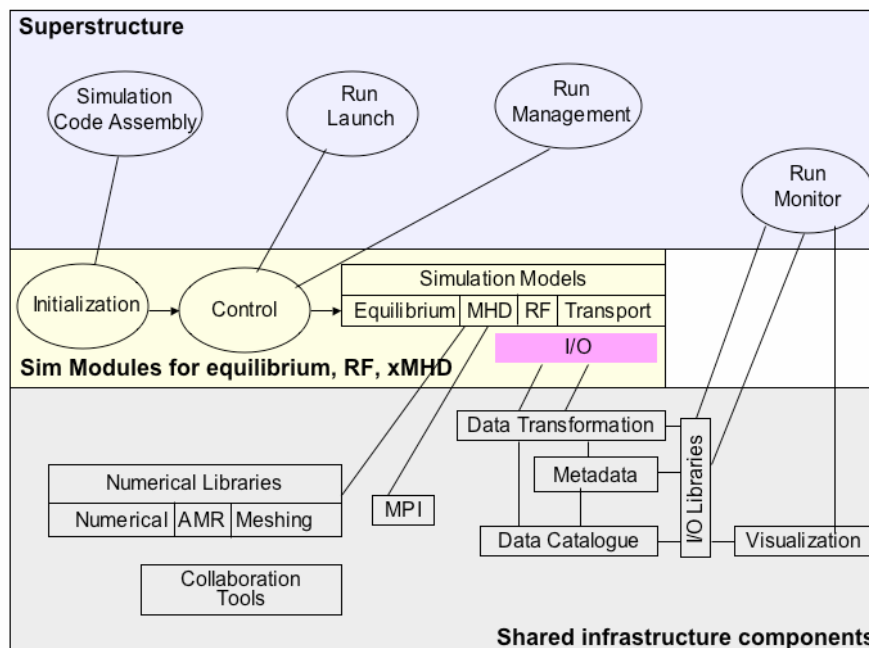 Superstructure
Simulation
Code Assembly
Run
Launch
Run
Management
Run
Monitor
Initialization
Control
Simulation Models
Equilibrium MHD RF Transport
I/O
Sim Modules for equilibrium, RF, xMHD
Data Transformation
Metadata
I/O Libraries
Numerical Libraries
Numerical AMR Meshing
MPI
Data Catalogue
Visualization
Collaboration
Tools
Shared infrastructure components